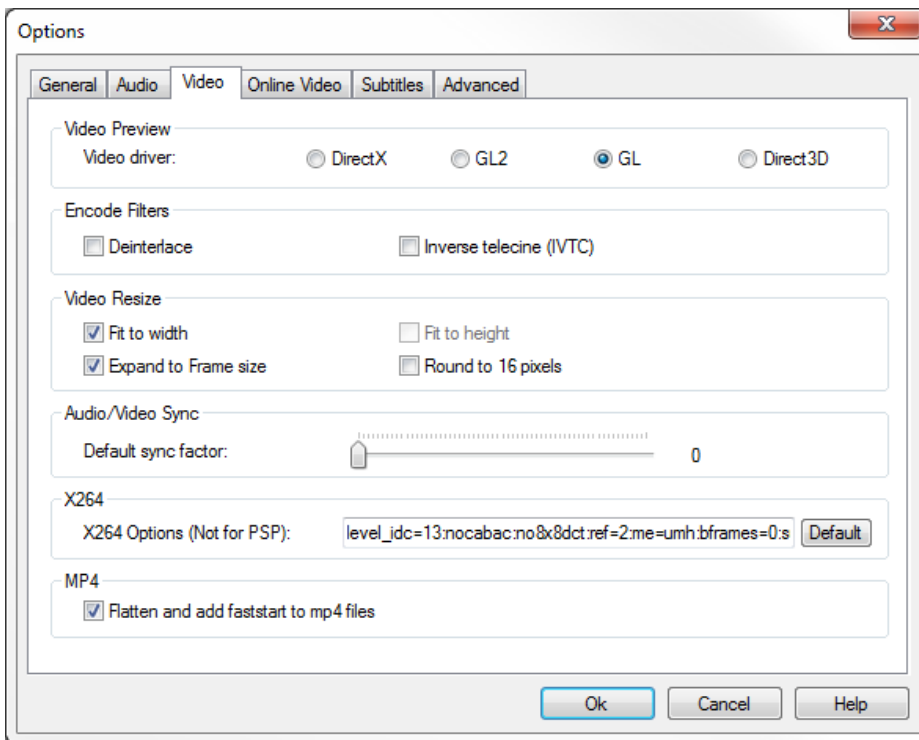 Options
General Audio Video Online Video Subtitles Advanced
Video Preview
Video driver: DirectX GL2 GL Direct3D
Encode Filters
Deinterlace Inverse telecine (IVTC)
Video Resize
Fit to width Fit to height
Expand to Frame size Round to 16 pixels
Audio/Video Sync
Default sync factor: 0
X264
X264 Options (Not for PSP): level_idc=13:nocabac:no8x8dct:ref=2:me=umh:bframes=0:s Default
MP4
Flatten and add faststart to mp4 files
Ok Cancel Help